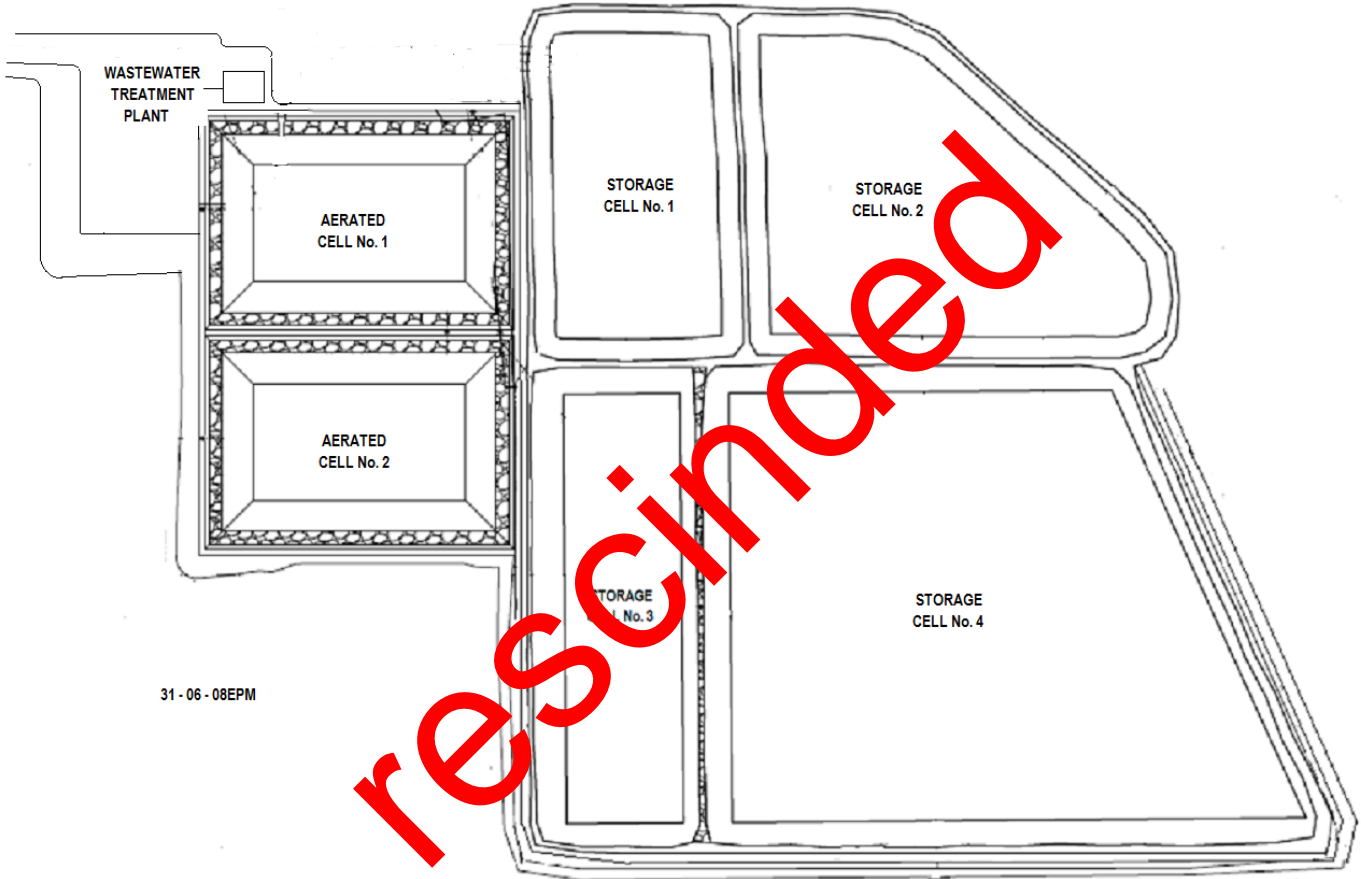 WASTEWATER
TREATMENT
PLANT
AERATED
CELL No. 1
STORAGE
CELL No. 1
STORAGE
CELL No. 2
AERATED
CELL No. 2
STORAGE
No. 3
STORAGE
CELL No. 4
31 - 06 - 08EPM
rescinded